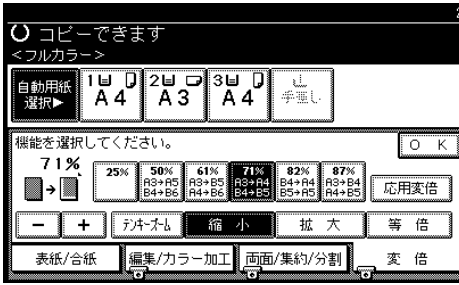 コピーできます
<フルカラー>
自動用紙
選択▶
1 A4
2 A3
3 A4
手差し
機能を選択してください。
OK
71%
25%
50%
A3→A5
B4→B6
61%
A3→B5
A4→B6
71%
A3→A4
B4→B5
82%
B4→A4
B5→A5
87%
A3→B4
A4→B5
応用変倍
－
＋
テンキーズーム
縮小
拡大
等倍
表紙/合紙
編集/カラー加工
両面/集約/分割
変倍